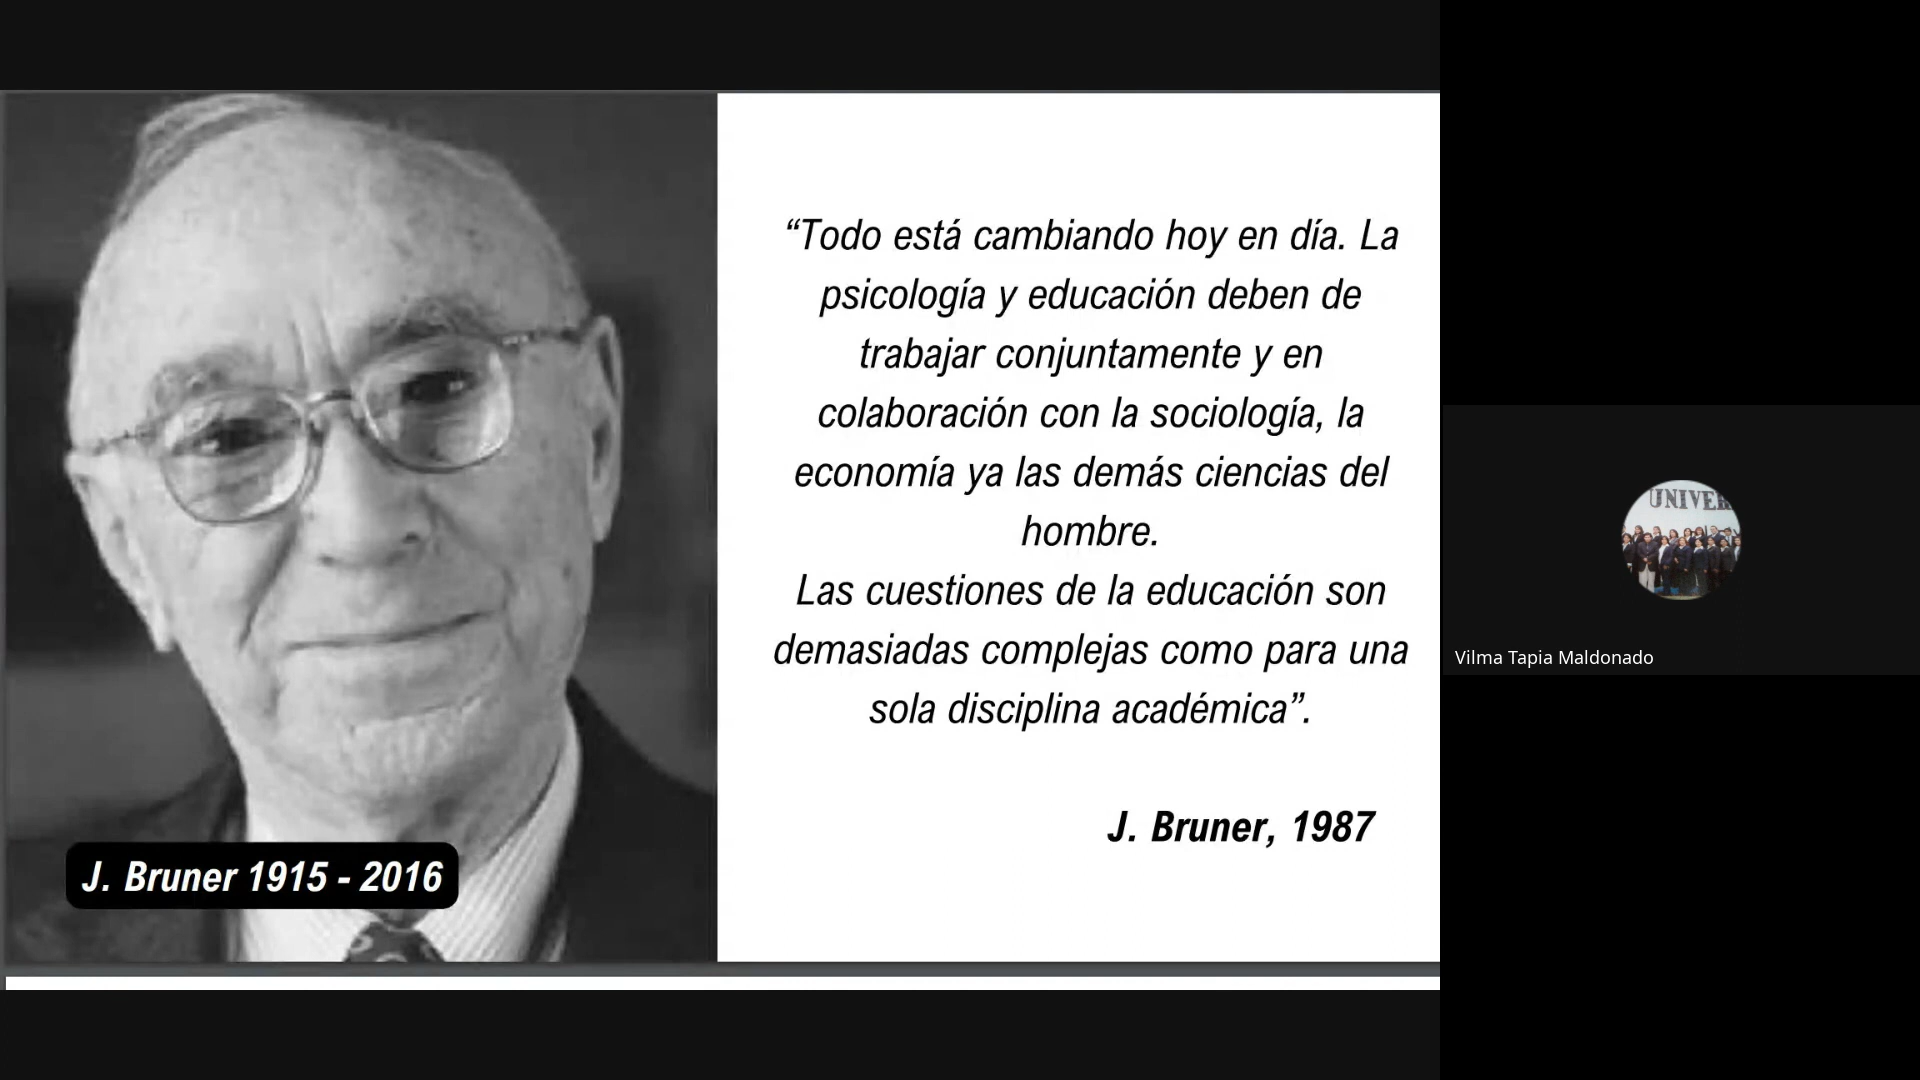 “Todo está cambiando hoy en día. La
psicología y educación deben de
trabajar conjuntamente y en
colaboración con la sociología, la
economía ya las demás ciencias del
hombre.
Las cuestiones de la educación son
demasiadas complejas como para una
sola disciplina académica”.
J. Bruner, 1987
J. Bruner 1915 - 2016
UNIVER
Vilma Tapia Maldonado